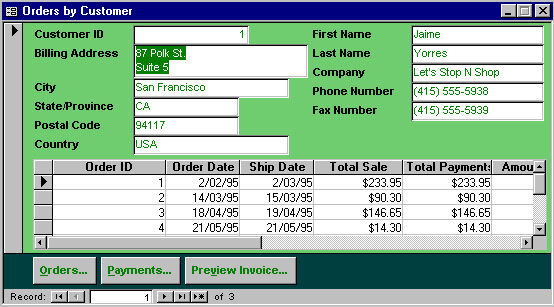 Orders by Customer
Customer ID 1
Billing Address 87 Polk St.
Suite 5
City San Francisco
State/Province CA
Postal Code 94117
Country USA
First Name Jaime
Last Name Yorres
Company Let's Stop N Shop
Phone Number (415) 555-5938
Fax Number (415) 555-5939
Order ID Order Date Ship Date Total Sale Total Payments Amou
1 2/02/95 2/03/95 $233.95 $233.95
2 14/03/95 15/03/95 $90.30 $90.30
3 18/04/95 19/04/95 $146.65 $146.65
4 21/05/95 21/05/95 $14.30 $14.30
Orders... Payments... Preview Invoice...
Record: 1 of 3